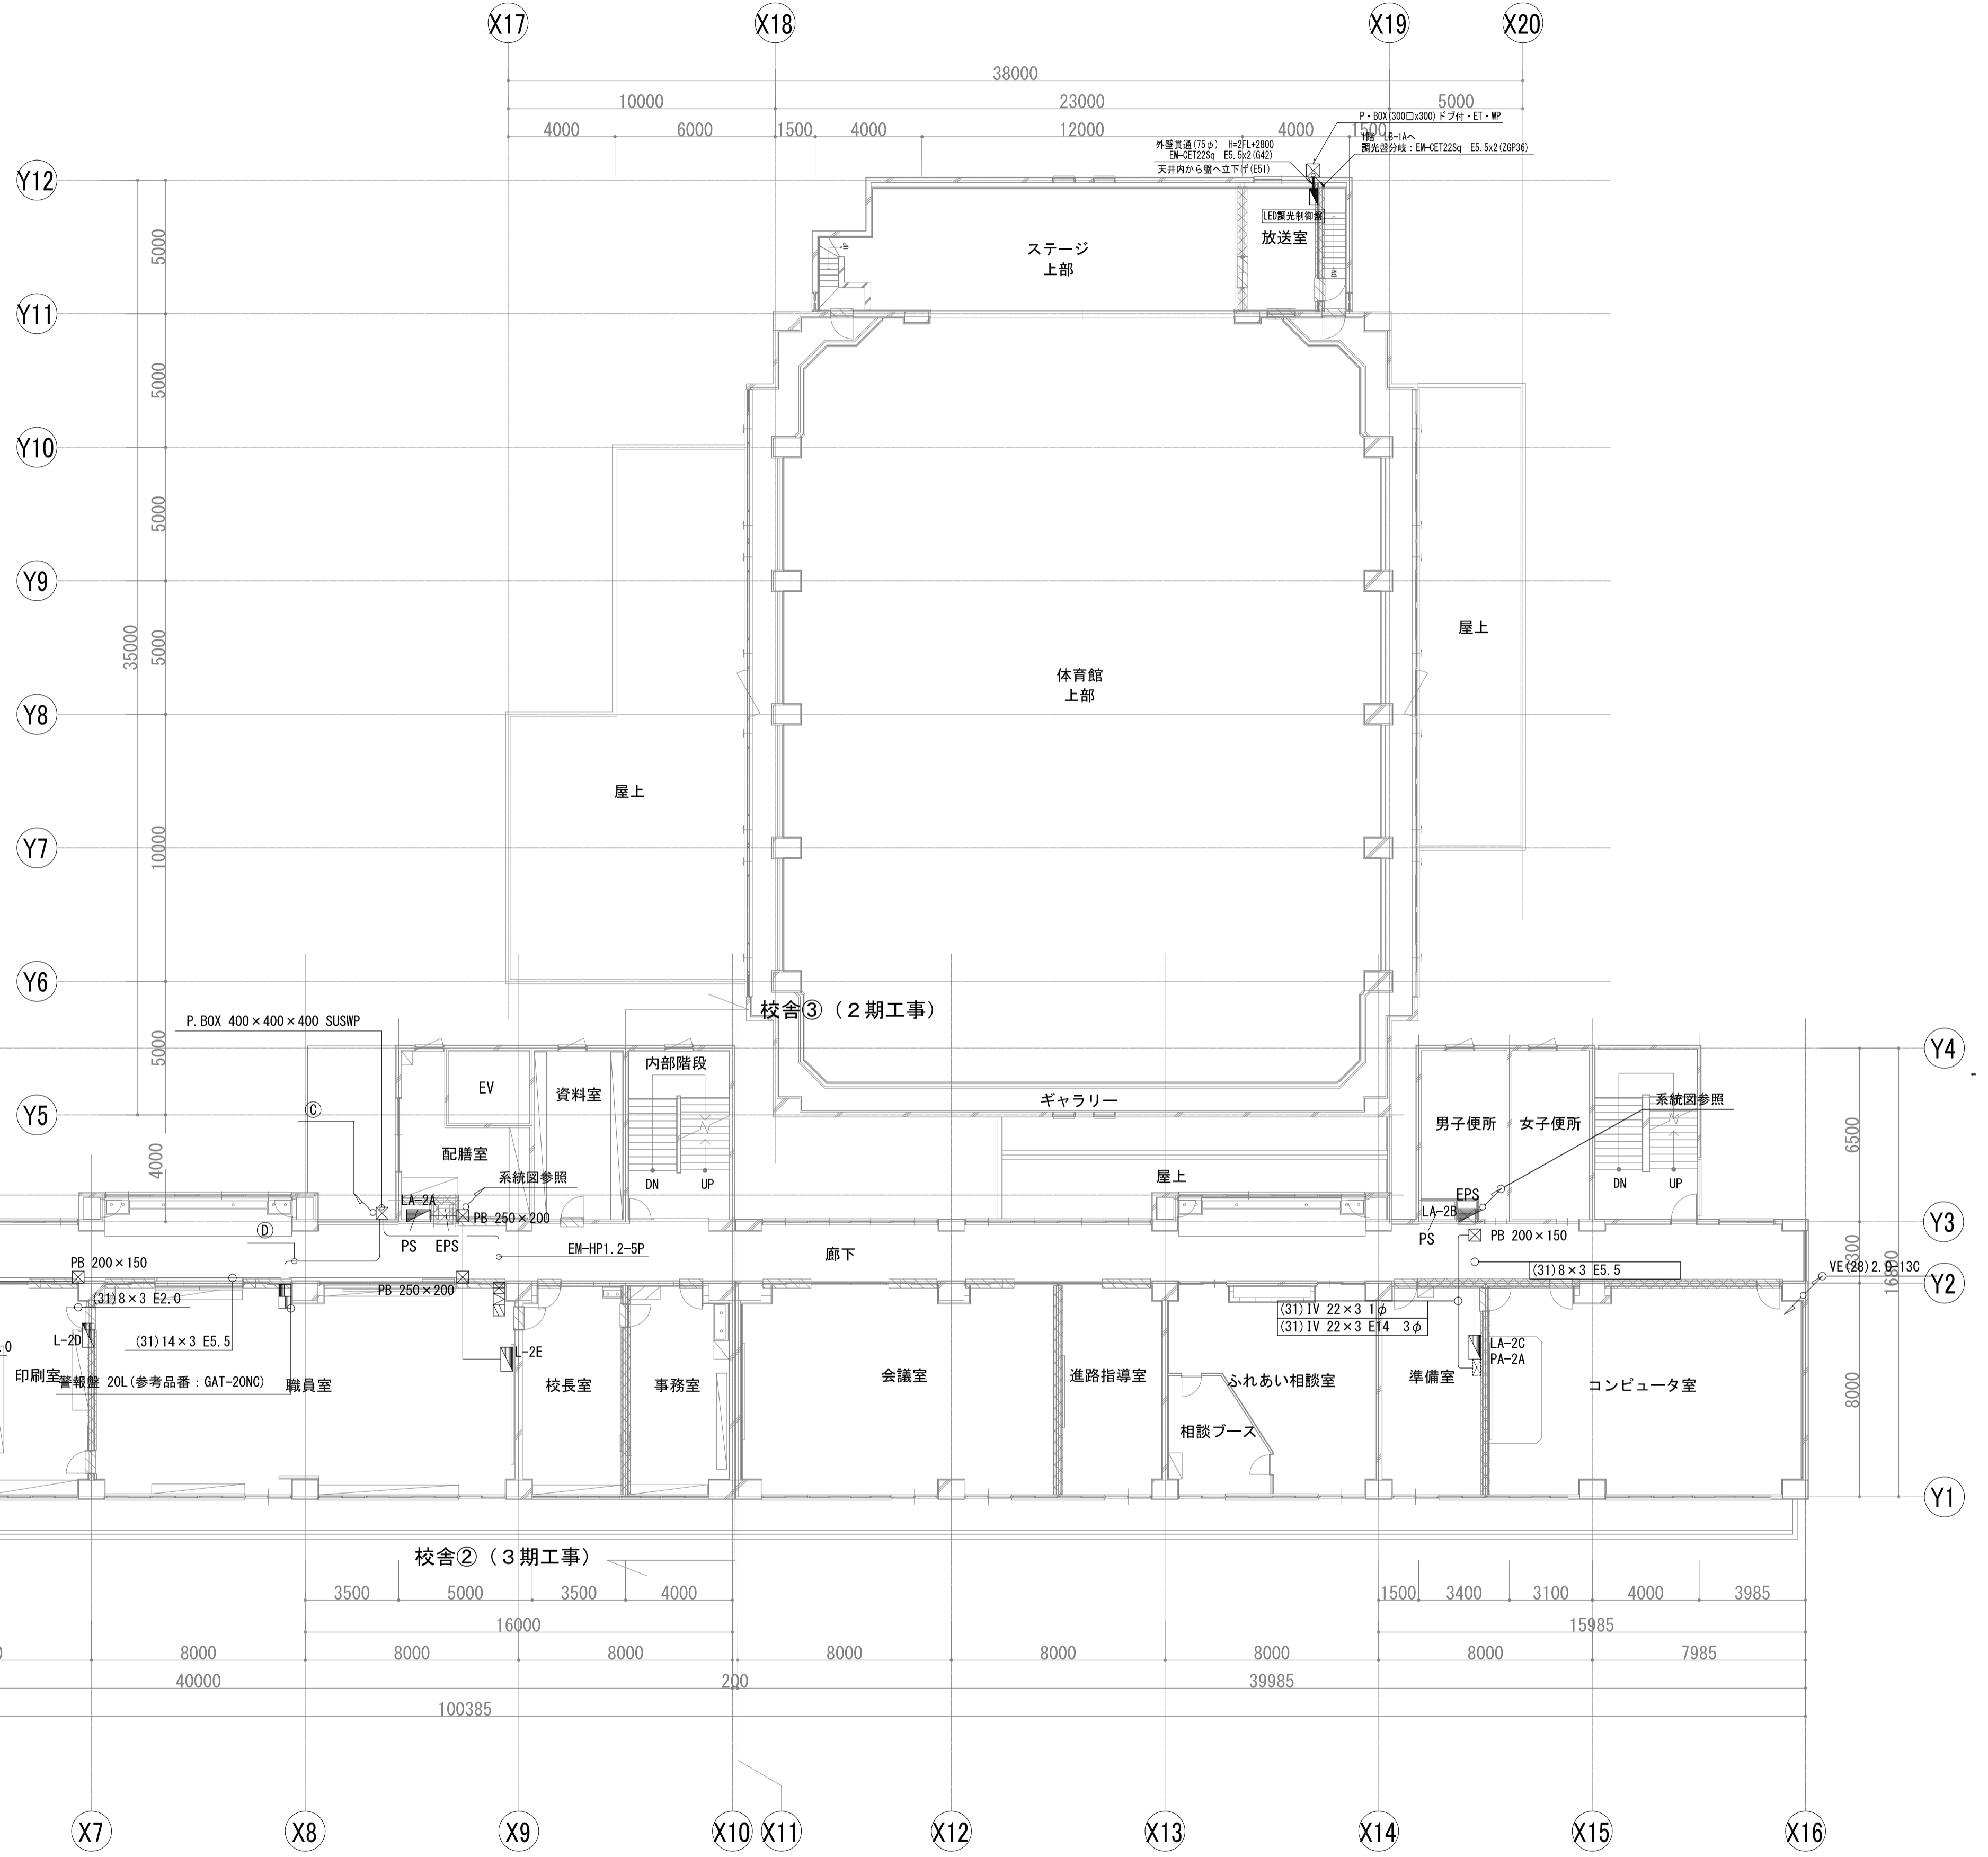 X17
X18
X19
X20
38000
10000
23000
5000
4000
6000
1500
4000
12000
4000
1500
P・BOX(300□x300)ドブ付・ET・WP
1階 LB-1Aへ
調光盤分岐：EM-CET22Sq E5.5x2(ZGP36)
外壁貫通(75φ) H=2FL+2800
EM-CET22Sq E5.5x2(G42)
天井内から盤へ立下げ(E51)
Y12
LED調光制御盤
放送室
ステージ
上部
UP
DN
5000
Y11
5000
Y10
5000
Y9
35000
5000
屋上
体育館
上部
Y8
屋上
10000
Y7
Y6
校舎③（２期工事）
P.BOX 400×400×400 SUSWP
5000
Y4
内部階段
EV
資料室
ギャラリー
系統図参照
Ⓒ
Y5
男子便所
女子便所
6500
4000
配膳室
系統図参照
屋上
DN
UP
DN
UP
LA-2A
EPS
LA-2B
PB 250×200
Y3
Ⓓ
PS
EPS
EM-HP1.2-5P
廊下
PS
PB 200×150
PB 200×150
(31)8×3 E5.5
2300
16800
VE(28)2.0-13C
Y2
PB 250×200
(31)8×3 E2.0
(31)IV 22×3 1φ
(31)IV 22×3 E14 3φ
L-2D
(31)14×3 E5.5
L-2E
LA-2C
PA-2A
.0
印刷室
警報盤 20L(参考品番：GAT-20NC)
職員室
校長室
事務室
会議室
進路指導室
ふれあい相談室
準備室
コンピュータ室
8000
相談ブース
Y1
校舎②（３期工事）
3500
5000
3500
4000
1500
3400
3100
4000
3985
16000
15985
8000
8000
8000
8000
8000
8000
8000
7985
40000
200
39985
100385
X7
X8
X9
X10
X11
X12
X13
X14
X15
X16